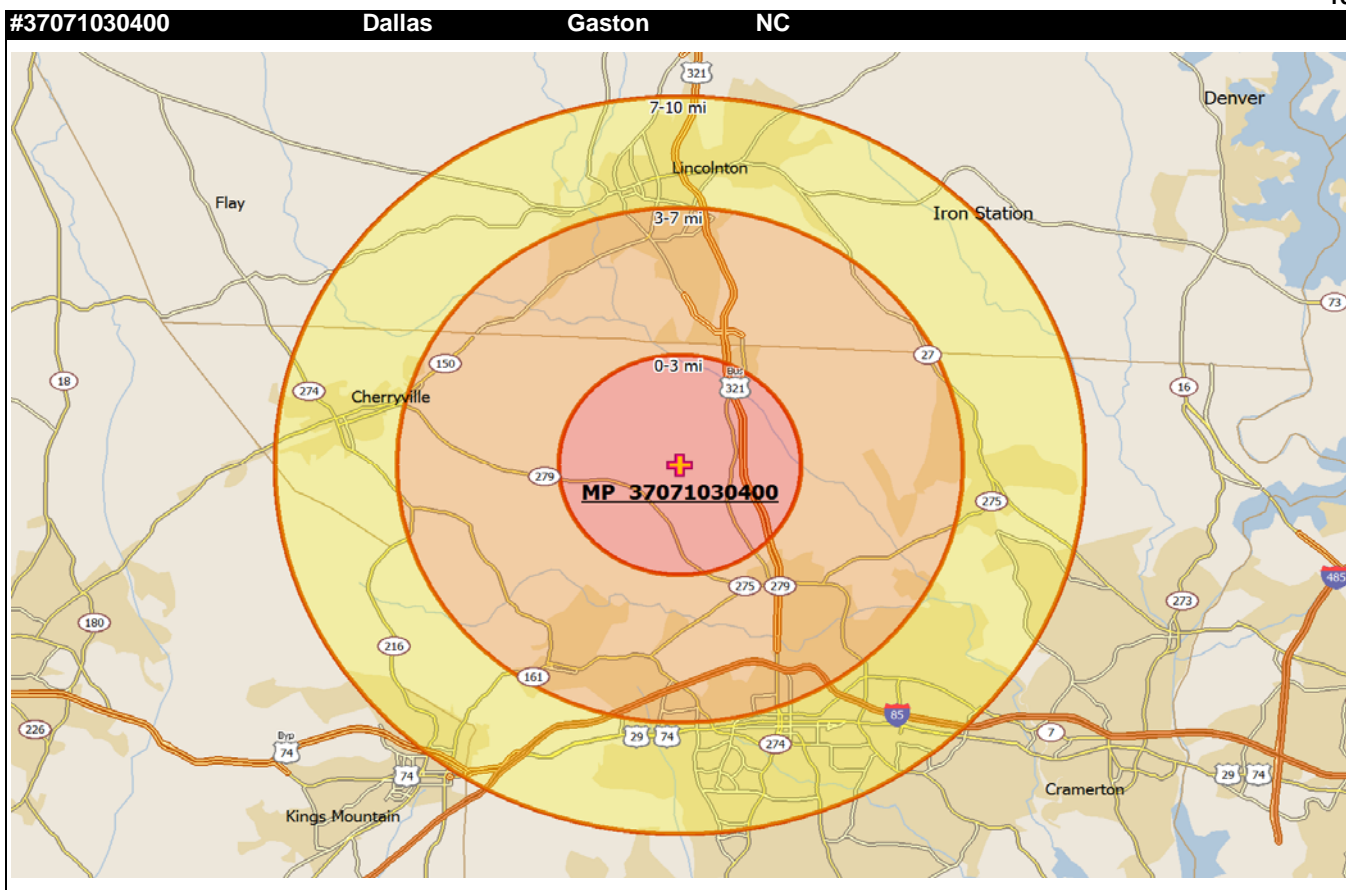 #37071030400 Dallas Gaston NC
321
7-10 mi
Denver
Lincolnton
Flay
3-7 mi
Iron Station
73
150
27
0-3 mi
18
274
Bus
321
16
Cherryville
279
MP 37071030400
275
275 279
485
273
180
216
161
85
226
Byp
74
29 74
274
7
74
29 74
Cramerton
Kings Mountain